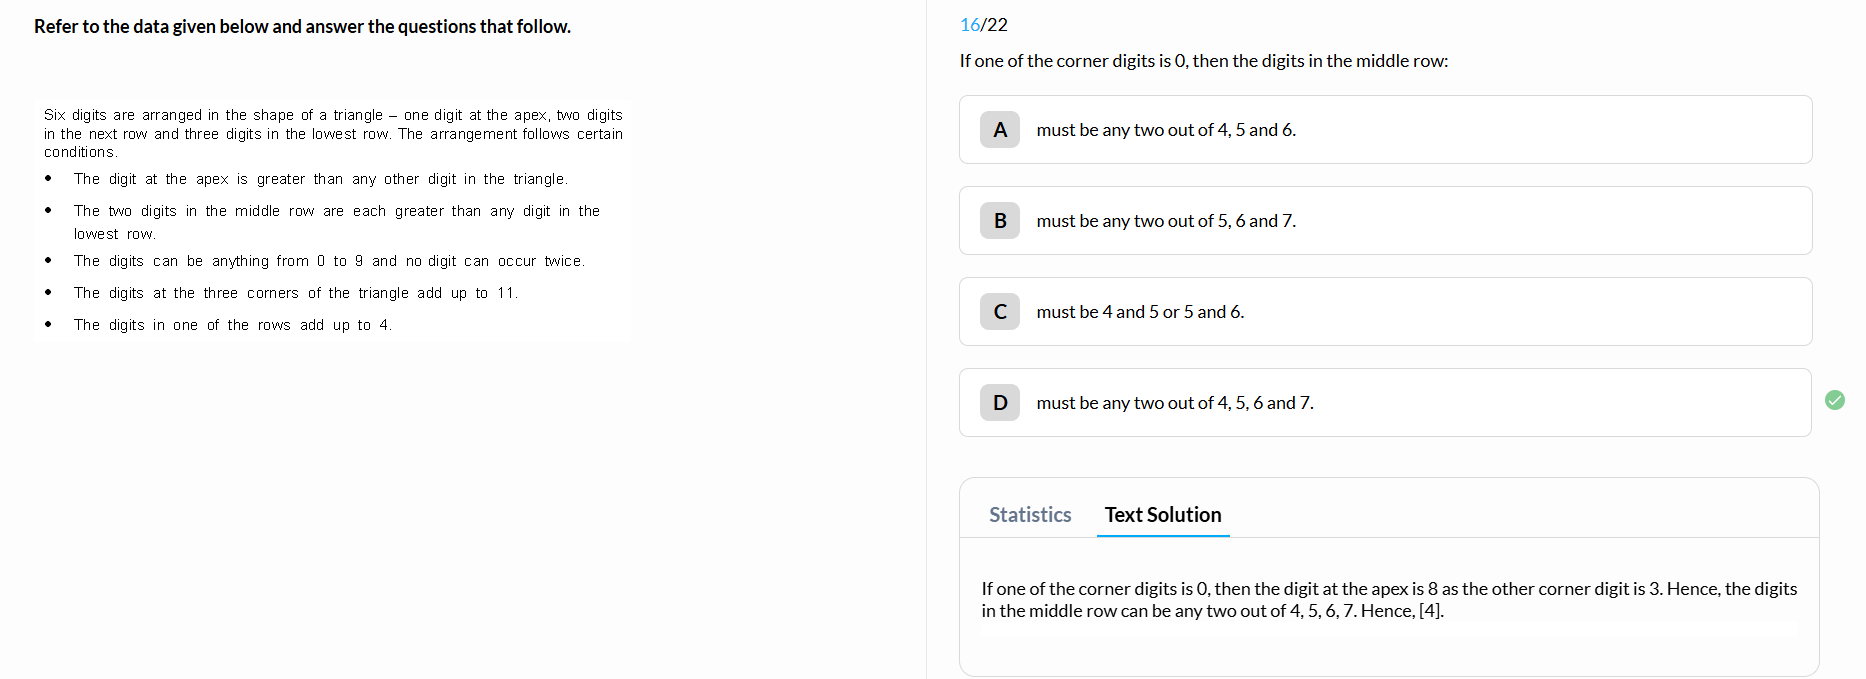 Refer to the data given below and answer the questions that follow.
Six digits are arranged in the shape of a triangle – one digit at the apex, two digits
in the next row and three digits in the lowest row. The arrangement follows certain
conditions.
• The digit at the apex is greater than any other digit in the triangle.
• The two digits in the middle row are each greater than any digit in the
lowest row.
• The digits can be anything from 0 to 9 and no digit can occur twice.
• The digits at the three corners of the triangle add up to 11.
• The digits in one of the rows add up to 4.
16/22
If one of the corner digits is 0, then the digits in the middle row:
A must be any two out of 4, 5 and 6.
B must be any two out of 5, 6 and 7.
C must be 4 and 5 or 5 and 6.
D must be any two out of 4, 5, 6 and 7.
Statistics Text Solution
If one of the corner digits is 0, then the digit at the apex is 8 as the other corner digit is 3. Hence, the digits
in the middle row can be any two out of 4, 5, 6, 7. Hence, [4].